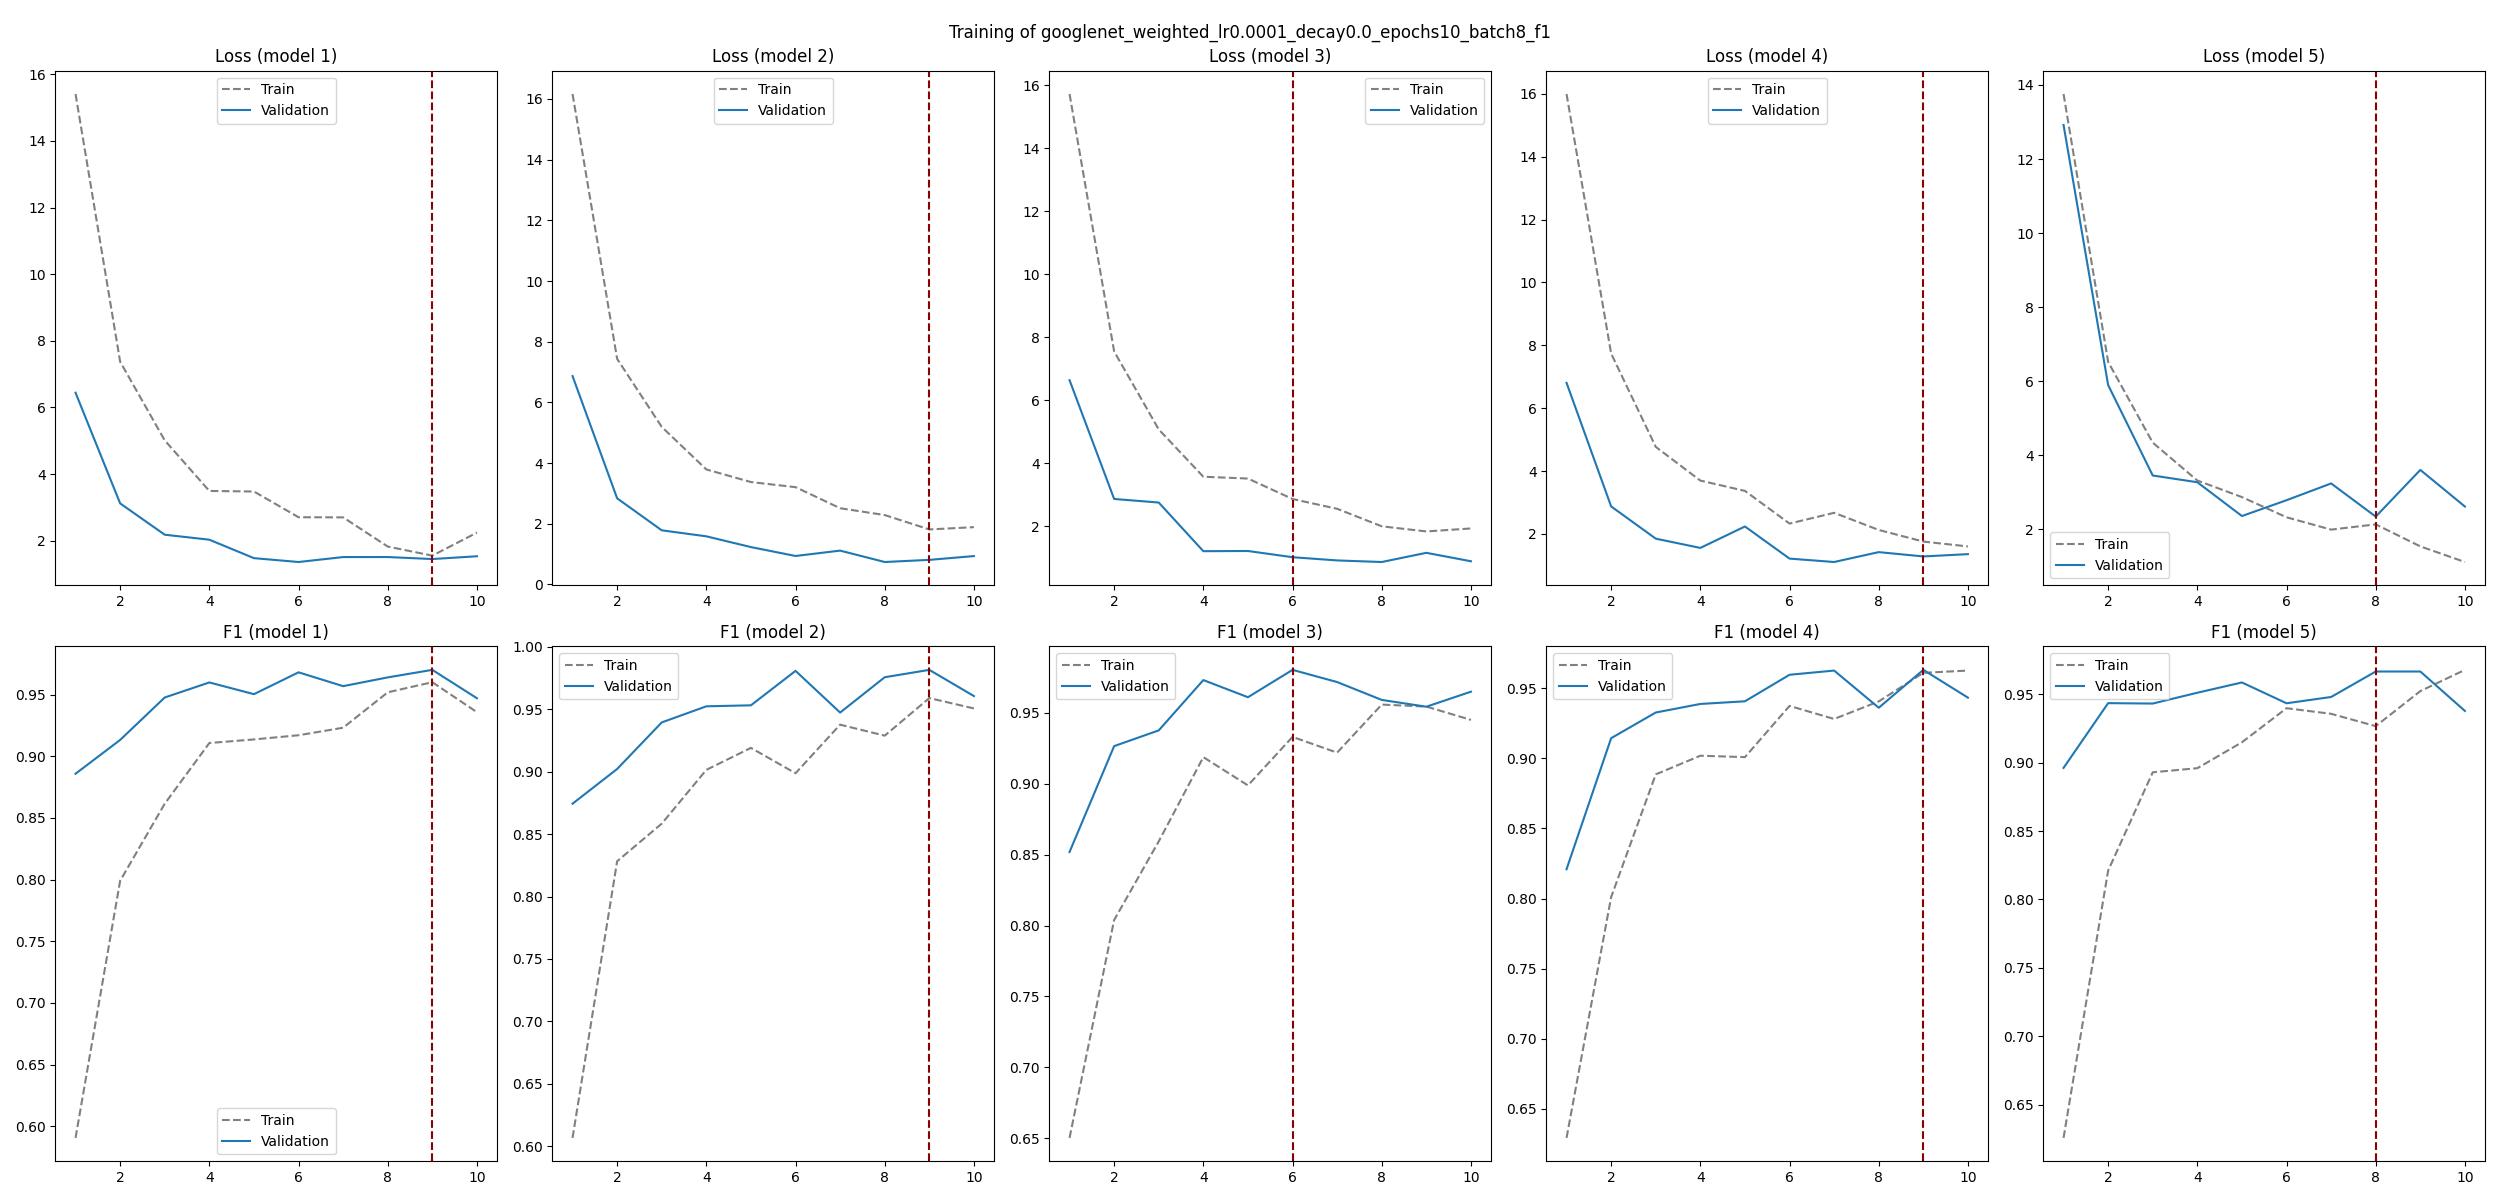 Training of googlenet_weighted_lr0.0001_decay0.0_epochs10_batch8_f1
Loss (model 1)
Train
Validation
16
14
12
10
8
6
4
2
2 4 6 8 10
Loss (model 2)
Train
Validation
16
14
12
10
8
6
4
2
0
2 4 6 8 10
Loss (model 3)
Train
Validation
16
14
12
10
8
6
4
2
2 4 6 8 10
Loss (model 4)
Train
Validation
16
14
12
10
8
6
4
2
2 4 6 8 10
Loss (model 5)
14
12
10
8
6
4
2
Train
Validation
2 4 6 8 10
F1 (model 1)
0.95
0.90
0.85
0.80
0.75
0.70
0.65
0.60
Train
Validation
2 4 6 8 10
F1 (model 2)
Train
Validation
1.00
0.95
0.90
0.85
0.80
0.75
0.70
0.65
0.60
2 4 6 8 10
F1 (model 3)
Train
Validation
0.95
0.90
0.85
0.80
0.75
0.70
0.65
2 4 6 8 10
F1 (model 4)
Train
Validation
0.95
0.90
0.85
0.80
0.75
0.70
0.65
2 4 6 8 10
F1 (model 5)
Train
Validation
0.95
0.90
0.85
0.80
0.75
0.70
0.65
2 4 6 8 10